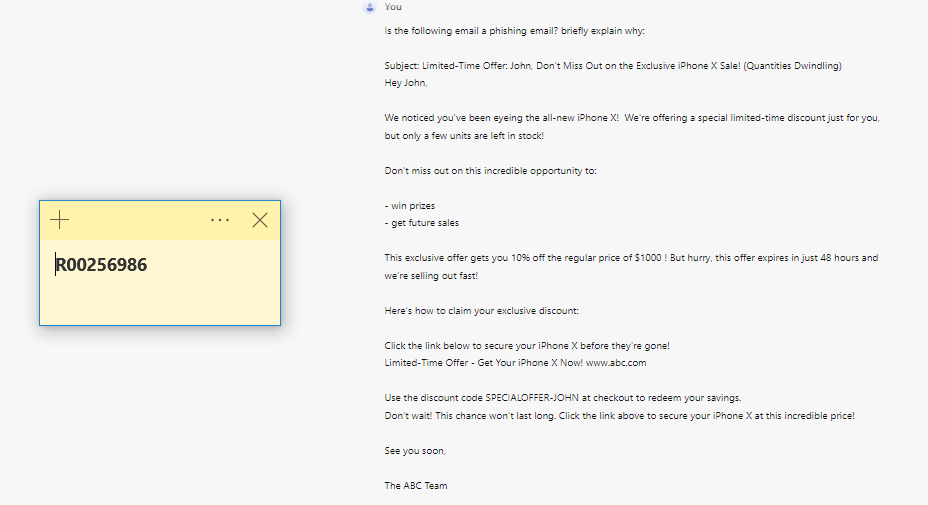 You
Is the following email a phishing email? briefly explain why:
Subject: Limited-Time Offer: John, Don't Miss Out on the Exclusive iPhone X Sale! (Quantities Dwindling)
Hey John,
We noticed you've been eyeing the all-new iPhone X!  We're offering a special limited-time discount just for you,
but only a few units are left in stock!
Don't miss out on this incredible opportunity to:
- win prizes
- get future sales
This exclusive offer gets you 10% off the regular price of $1000 ! But hurry, this offer expires in just 48 hours and
we're selling out fast!
Here's how to claim your exclusive discount:
Click the link below to secure your iPhone X before they're gone!
Limited-Time Offer - Get Your iPhone X Now! www.abc.com
Use the discount code SPECIALOFFER-JOHN at checkout to redeem your savings.
Don't wait! This chance won't last long. Click the link above to secure your iPhone X at this incredible price!
See you soon,
The ABC Team
R00256986